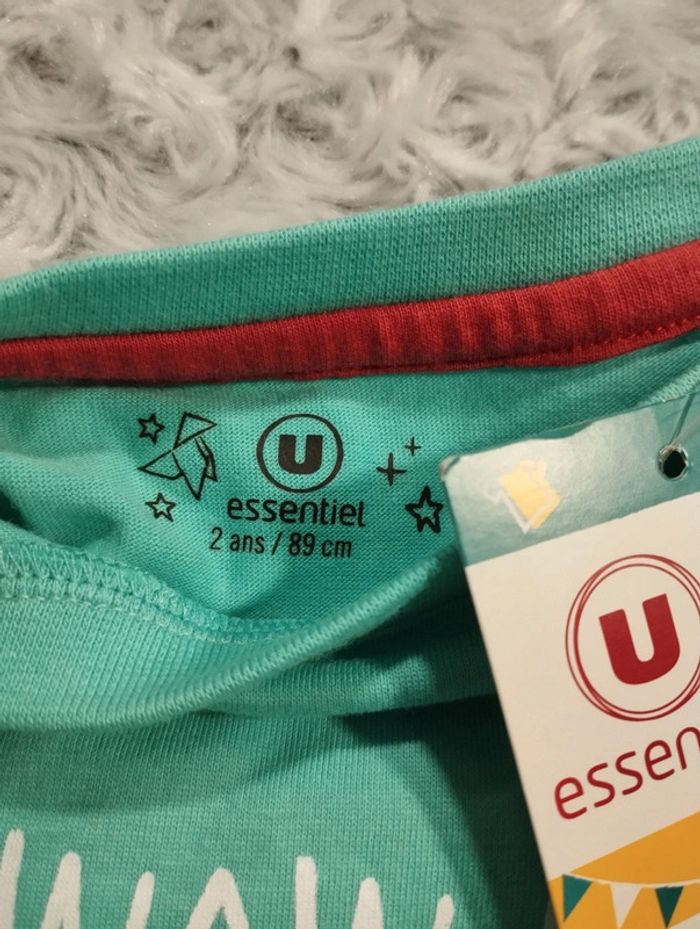 U
essentiel
2 ans / 89 cm
U
essen